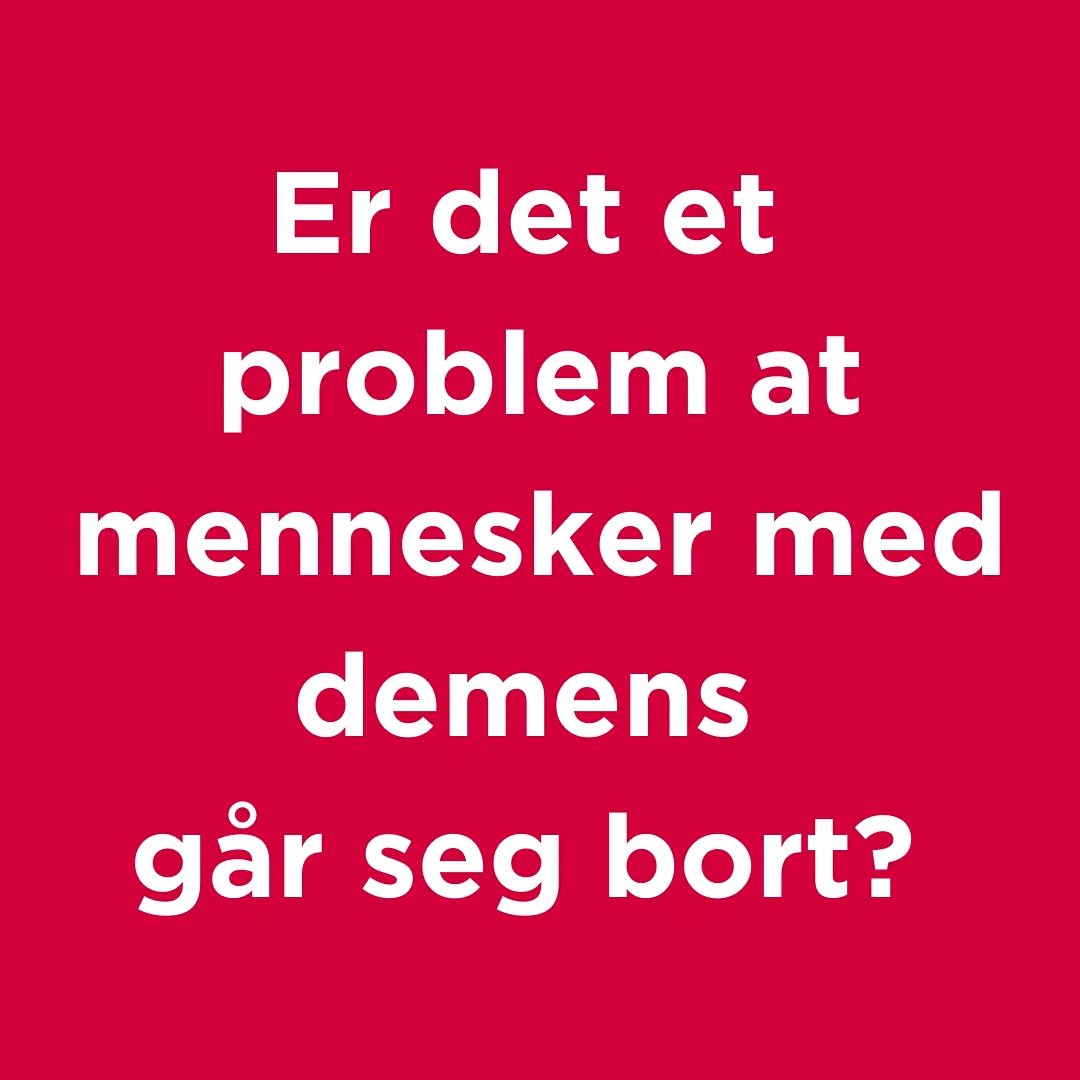 Er det et
problem at
mennesker med
demens
går seg bort?